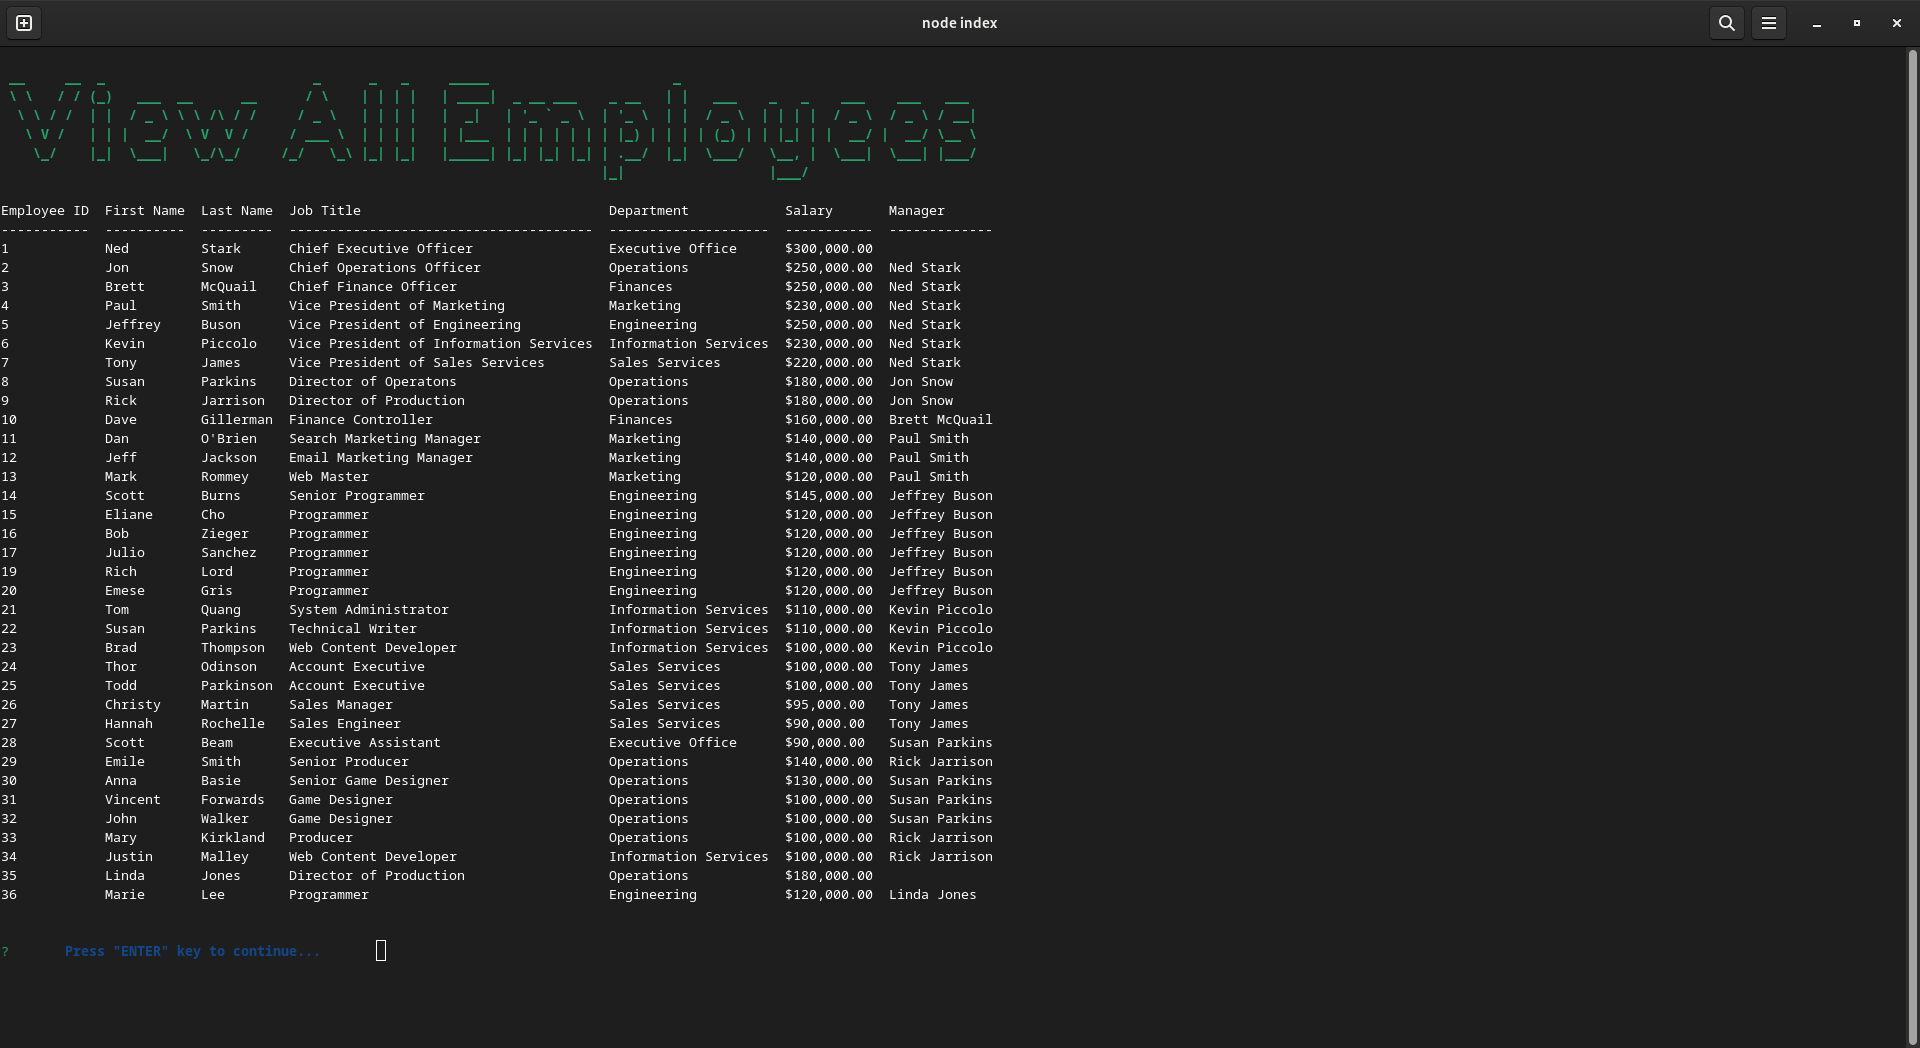 node index
View All Employees
Employee ID  First Name  Last Name  Job Title                               Department            Salary       Manager
-----------  ----------  ---------  --------------------------------------  --------------------  -----------  -------------
1            Ned         Stark      Chief Executive Officer                 Executive Office      $300,000.00
2            Jon         Snow       Chief Operations Officer                Operations            $250,000.00  Ned Stark
3            Brett       McQuail    Chief Finance Officer                   Finances              $250,000.00  Ned Stark
4            Paul        Smith      Vice President of Marketing             Marketing             $230,000.00  Ned Stark
5            Jeffrey     Buson      Vice President of Engineering           Engineering           $250,000.00  Ned Stark
6            Kevin       Piccolo    Vice President of Information Services  Information Services  $230,000.00  Ned Stark
7            Tony        James      Vice President of Sales Services        Sales Services        $220,000.00  Ned Stark
8            Susan       Parkins    Director of Operatons                   Operations            $180,000.00  Jon Snow
9            Rick        Jarrison   Director of Production                  Operations            $180,000.00  Jon Snow
10           Dave        Gillerman  Finance Controller                      Finances              $160,000.00  Brett McQuail
11           Dan         O'Brien    Search Marketing Manager                Marketing             $140,000.00  Paul Smith
12           Jeff        Jackson    Email Marketing Manager                 Marketing             $140,000.00  Paul Smith
13           Mark        Rommey     Web Master                              Marketing             $120,000.00  Paul Smith
14           Scott       Burns      Senior Programmer                       Engineering           $145,000.00  Jeffrey Buson
15           Eliane      Cho        Programmer                              Engineering           $120,000.00  Jeffrey Buson
16           Bob         Zieger     Programmer                              Engineering           $120,000.00  Jeffrey Buson
17           Julio       Sanchez    Programmer                              Engineering           $120,000.00  Jeffrey Buson
19           Rich        Lord       Programmer                              Engineering           $120,000.00  Jeffrey Buson
20           Emese       Gris       Programmer                              Engineering           $120,000.00  Jeffrey Buson
21           Tom         Quang      System Administrator                    Information Services  $110,000.00  Kevin Piccolo
22           Susan       Parkins    Technical Writer                        Information Services  $110,000.00  Kevin Piccolo
23           Brad        Thompson   Web Content Developer                   Information Services  $100,000.00  Kevin Piccolo
24           Thor        Odinson    Account Executive                       Sales Services        $100,000.00  Tony James
25           Todd        Parkinson  Account Executive                       Sales Services        $100,000.00  Tony James
26           Christy     Martin     Sales Manager                           Sales Services        $95,000.00   Tony James
27           Hannah      Rochelle   Sales Engineer                          Sales Services        $90,000.00   Tony James
28           Scott       Beam       Executive Assistant                     Executive Office      $90,000.00   Susan Parkins
29           Emile       Smith      Senior Producer                         Operations            $140,000.00  Rick Jarrison
30           Anna        Basie      Senior Game Designer                    Operations            $130,000.00  Susan Parkins
31           Vincent     Forwards   Game Designer                           Operations            $100,000.00  Susan Parkins
32           John        Walker     Game Designer                           Operations            $100,000.00  Susan Parkins
33           Mary        Kirkland   Producer                                Operations            $100,000.00  Rick Jarrison
34           Justin      Malley     Web Content Developer                   Information Services  $100,000.00  Rick Jarrison
35           Linda       Jones      Director of Production                  Operations            $180,000.00
36           Marie       Lee        Programmer                              Engineering           $120,000.00  Linda Jones
?       Press "ENTER" key to continue...